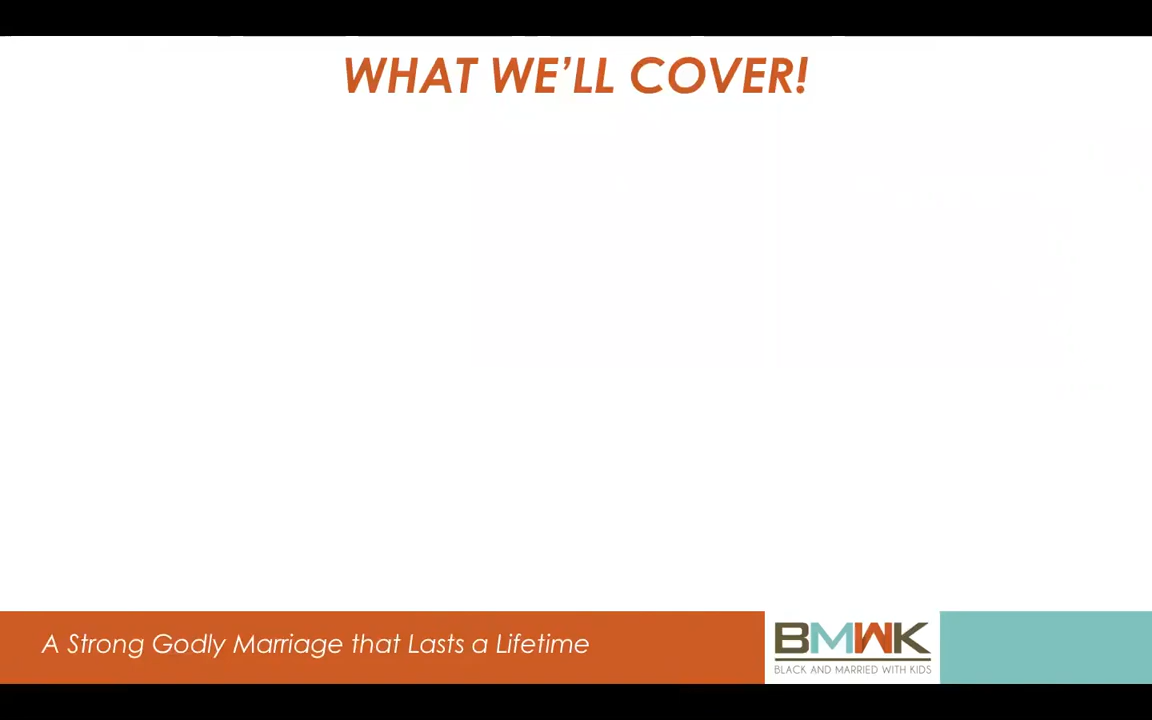 WHAT WE’LL COVER!
A Strong Godly Marriage that Lasts a Lifetime
BMWK
BLACK AND MARRIED WITH KIDS